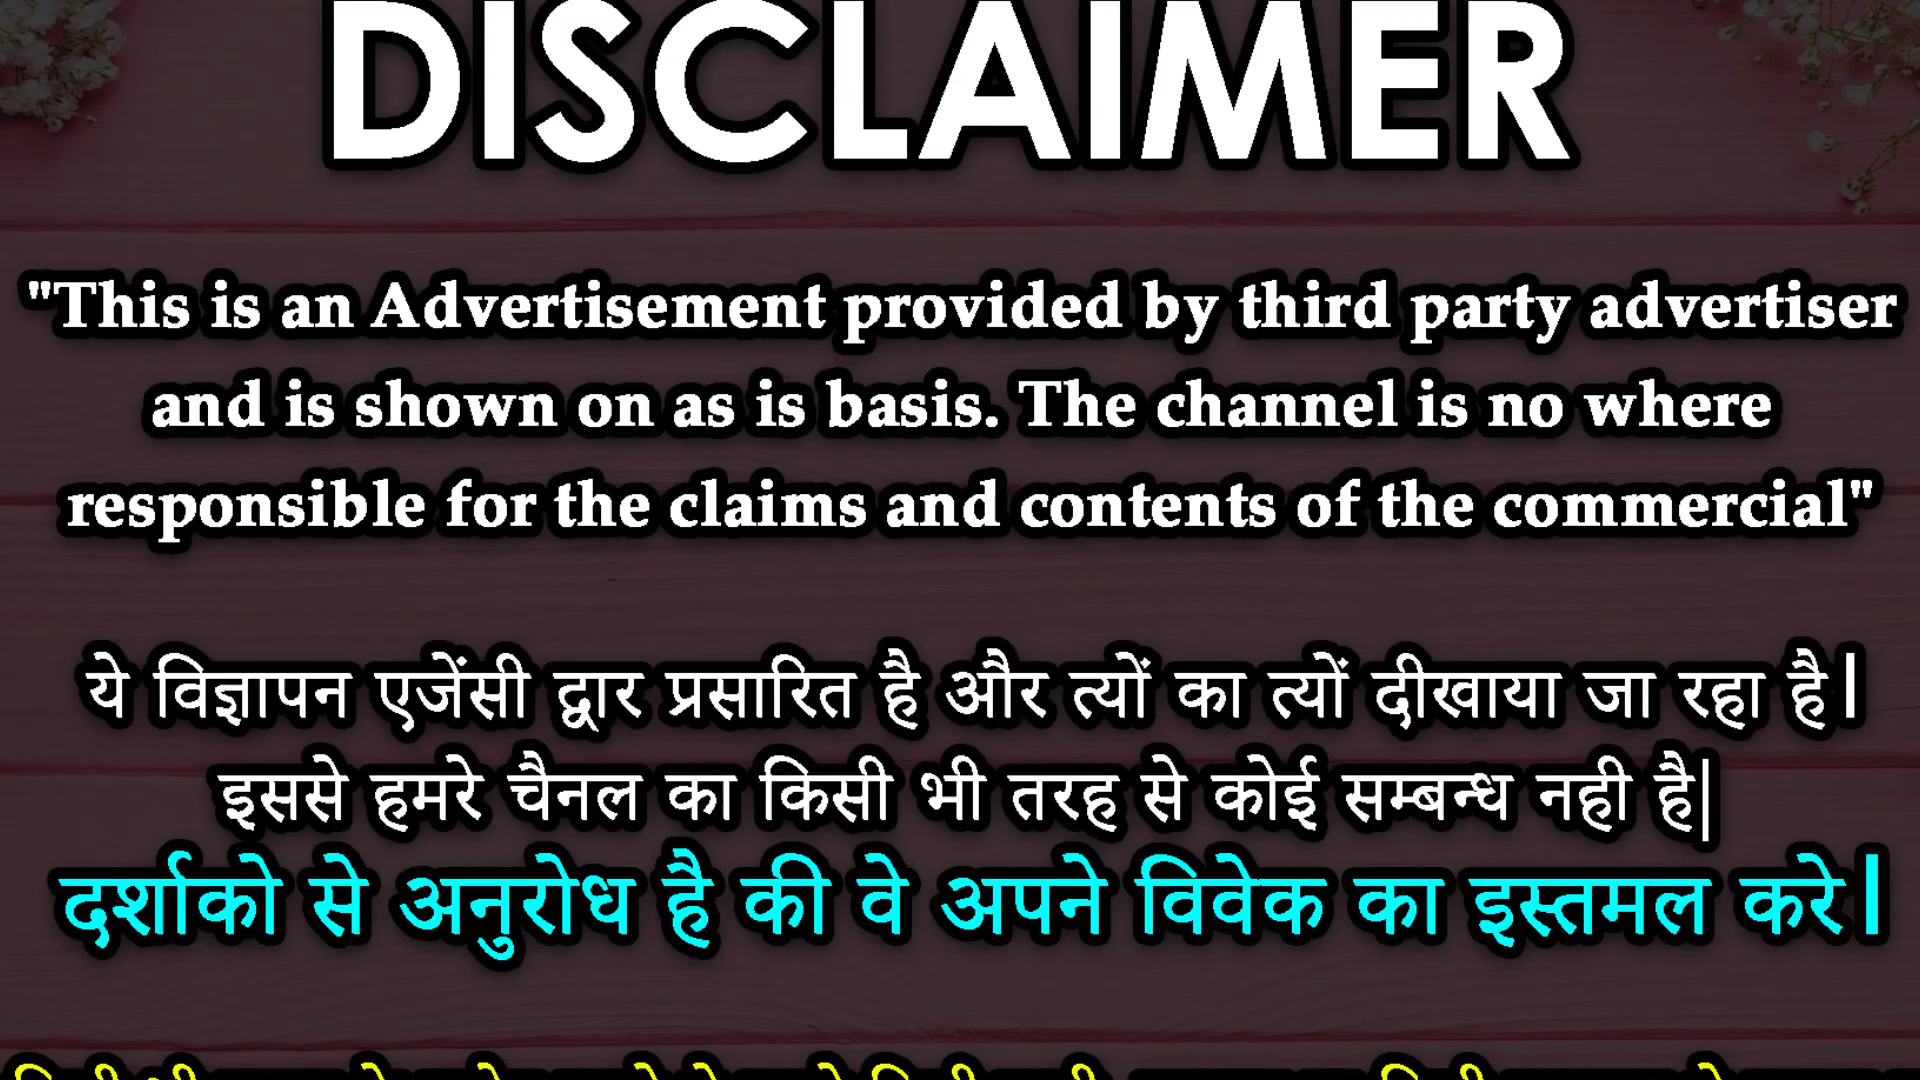 DISCLAIMER
"This is an Advertisement provided by third party advertiser
and is shown on as is basis. The channel is no where
responsible for the claims and contents of the commercial"
ये विज्ञापन एजेंसी द्वार प्रसारित है और त्यों का त्यों दीखाया जा रहा है।
इससे हमरे चैनल का किसी भी तरह से कोई सम्बन्ध नही है|
दर्शाको से अनुरोध है की वे अपने विवेक का इस्तमल करे।